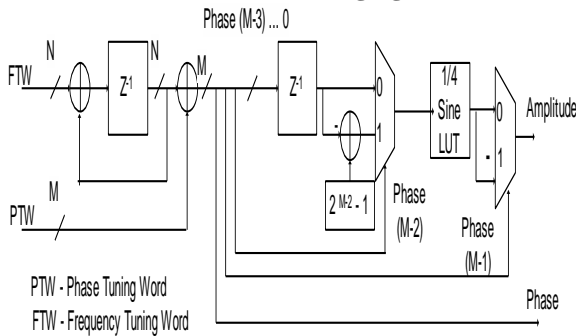 Phase (M-3) ... 0
N
N
M
FTW
Z-1
Z-1
0
1
-
1/4
Sine
LUT
0
1
-
Amplitude
M
PTW
2 M-2 - 1
Phase
(M-2)
Phase
(M-1)
Phase
PTW - Phase Tuning Word
FTW - Frequency Tuning Word